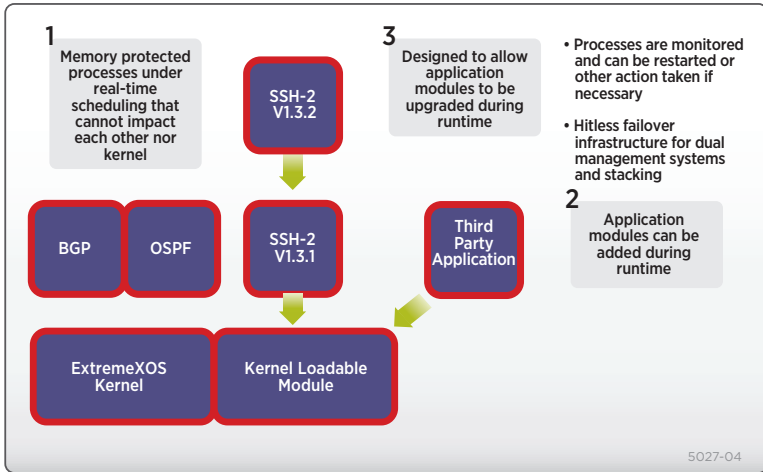 1
Memory protected
processes under
real-time
scheduling that
cannot impact
each other nor
kernel
SSH-2
V1.3.2
3
Designed to allow
application
modules to be
upgraded during
runtime
• Processes are monitored
and can be restarted or
other action taken if
necessary
• Hitless failover
infrastructure for dual
management systems
and stacking
2
Application
modules can be
added during
runtime
BGP
OSPF
SSH-2
V1.3.1
Third
Party
Application
ExtremeXOS
Kernel
Kernel Loadable
Module
5027-04